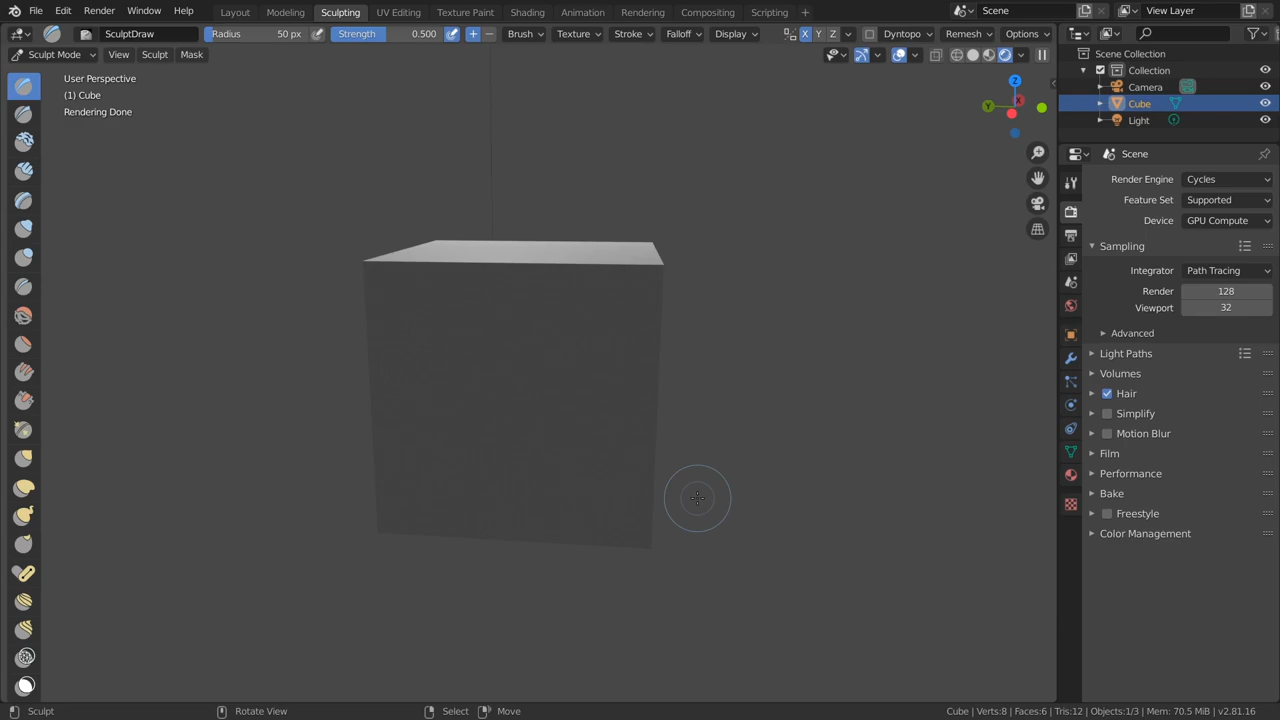 File Edit Render Window Help Layout Modeling Sculpting UV Editing Texture Paint Shading Animation Rendering Compositing Scripting + Scene View Layer
SculptDraw Radius 50 px Strength 0.500 + − Brush Texture Stroke Falloff Display X Y Z Dyntopo Remesh Options
Sculpt Mode View Sculpt Mask
User Perspective
(1) Cube
Rendering Done
Z
Y
X
Scene Collection
Collection
Camera
Cube
Light
Scene
Render Engine Cycles
Feature Set Supported
Device GPU Compute
Sampling
Integrator Path Tracing
Render 128
Viewport 32
Advanced
Light Paths
Volumes
Hair
Simplify
Motion Blur
Film
Performance
Bake
Freestyle
Color Management
Sculpt Rotate View Select Move Cube | Verts:8 | Faces:6 | Tris:12 | Objects:1/3 | Mem: 70.5 MiB | v2.81.16